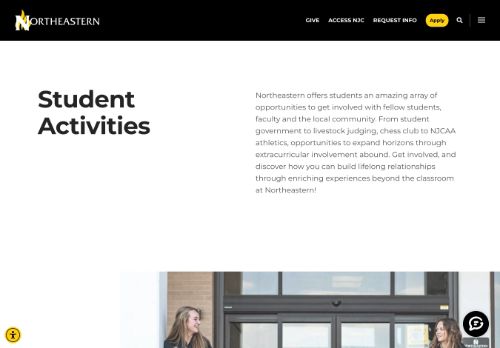 NORTHEASTERN
GIVE ACCESS NJC REQUEST INFO Apply
Student
Activities
Northeastern offers students an amazing array of
opportunities to get involved with fellow students,
faculty and the local community. From student
government to livestock judging, chess club to NJCAA
athletics, opportunities to expand horizons through
extracurricular involvement abound. Get involved, and
discover how you can build lifelong relationships
through enriching experiences beyond the classroom
at Northeastern!